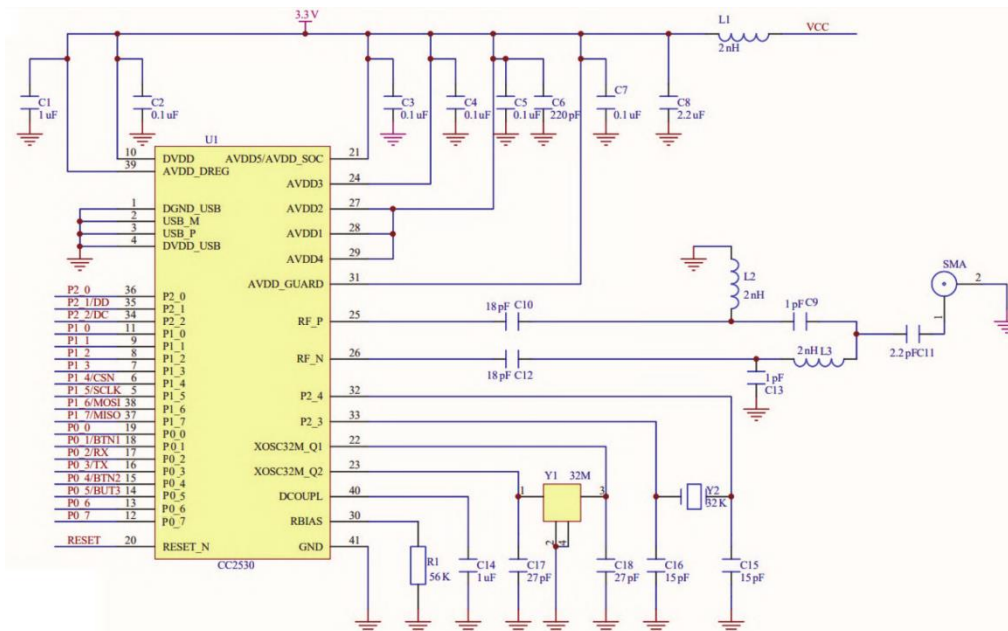 3.3 V
L1
2 nH
VCC
C1
1 uF
C2
0.1 uF
C3
0.1 uF
C4
0.1 uF
C5
0.1 uF
C6
220 pF
C7
0.1 uF
C8
2.2 uF
U1
10 DVDD
39 AVDD_DREG
1 DGND_USB
2 USB_M
3 USB_P
4 DVDD_USB
P2_0 36 P2_0
P2_1/DD 35 P2_1
P2_2/DC 34 P2_2
P1_0 11 P1_0
P1_1 9 P1_1
P1_2 8 P1_2
P1_3 7 P1_3
P1_4/CSN 6 P1_4
P1_5/SCLK 5 P1_5
P1_6/MOSI 38 P1_6
P1_7/MISO 37 P1_7
P0_0 19 P0_0
P0_1/BTN1 18 P0_1
P0_2/RX 17 P0_2
P0_3/TX 16 P0_3
P0_4/BTN2 15 P0_4
P0_5/BUT3 14 P0_5
P0_6 13 P0_6
P0_7 12 P0_7
RESET 20 RESET_N
AVDD5/AVDD_SOC 21
AVDD3 24
AVDD2 27
AVDD1 28
AVDD4 29
AVDD_GUARD 31
RF_P 25
RF_N 26
P2_4 32
P2_3 33
XOSC32M_Q1 22
XOSC32M_Q2 23
DCOUPL 40
RBIAS 30
GND 41
CC2530
18 pF C10
L2
2 nH
1 pF C9
SMA
2
1
2.2 pF C11
18 pF C12
2 nH L3
1 pF
C13
Y1 32M
1
3
2
4
Y2
32 K
R1
56 K
C14
1 uF
C17
27 pF
C18
27 pF
C16
15 pF
C15
15 pF